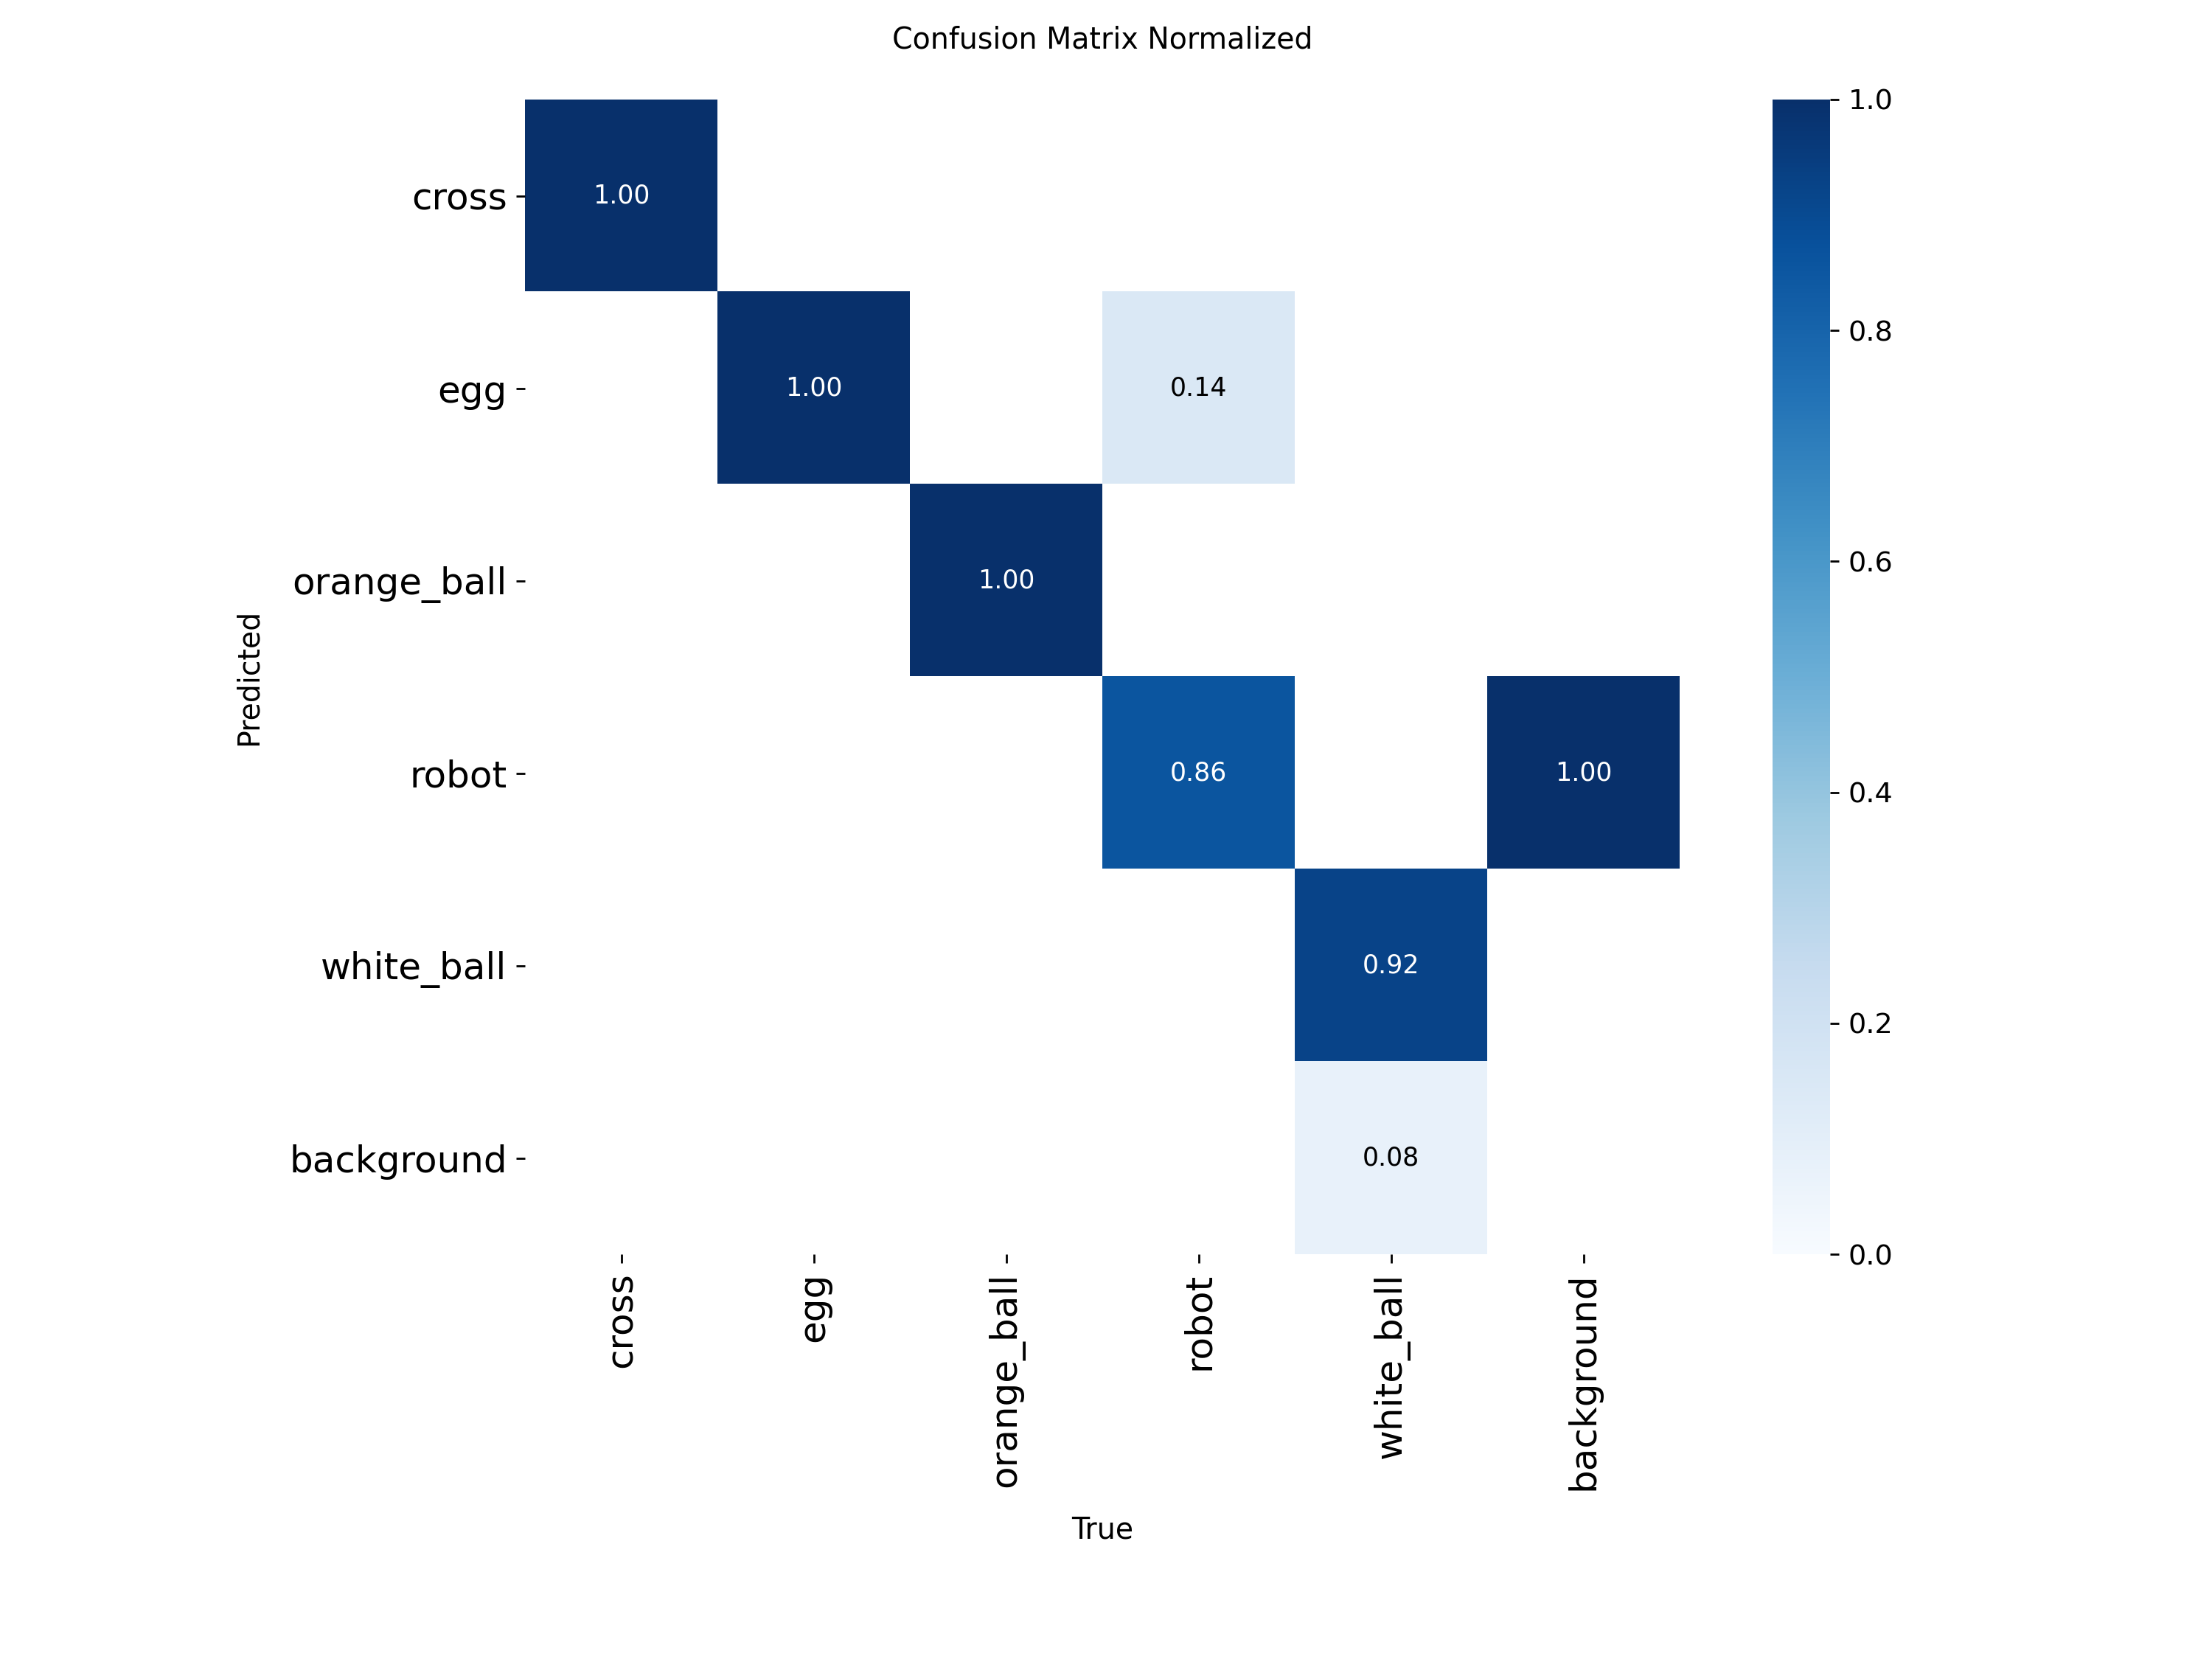 Confusion Matrix Normalized
cross
1.00
1.0
egg
1.00
0.14
0.8
orange_ball
1.00
0.6
Predicted
robot
0.86
1.00
0.4
white_ball
0.92
0.2
background
0.08
0.0
cross
egg
orange_ball
robot
white_ball
background
True